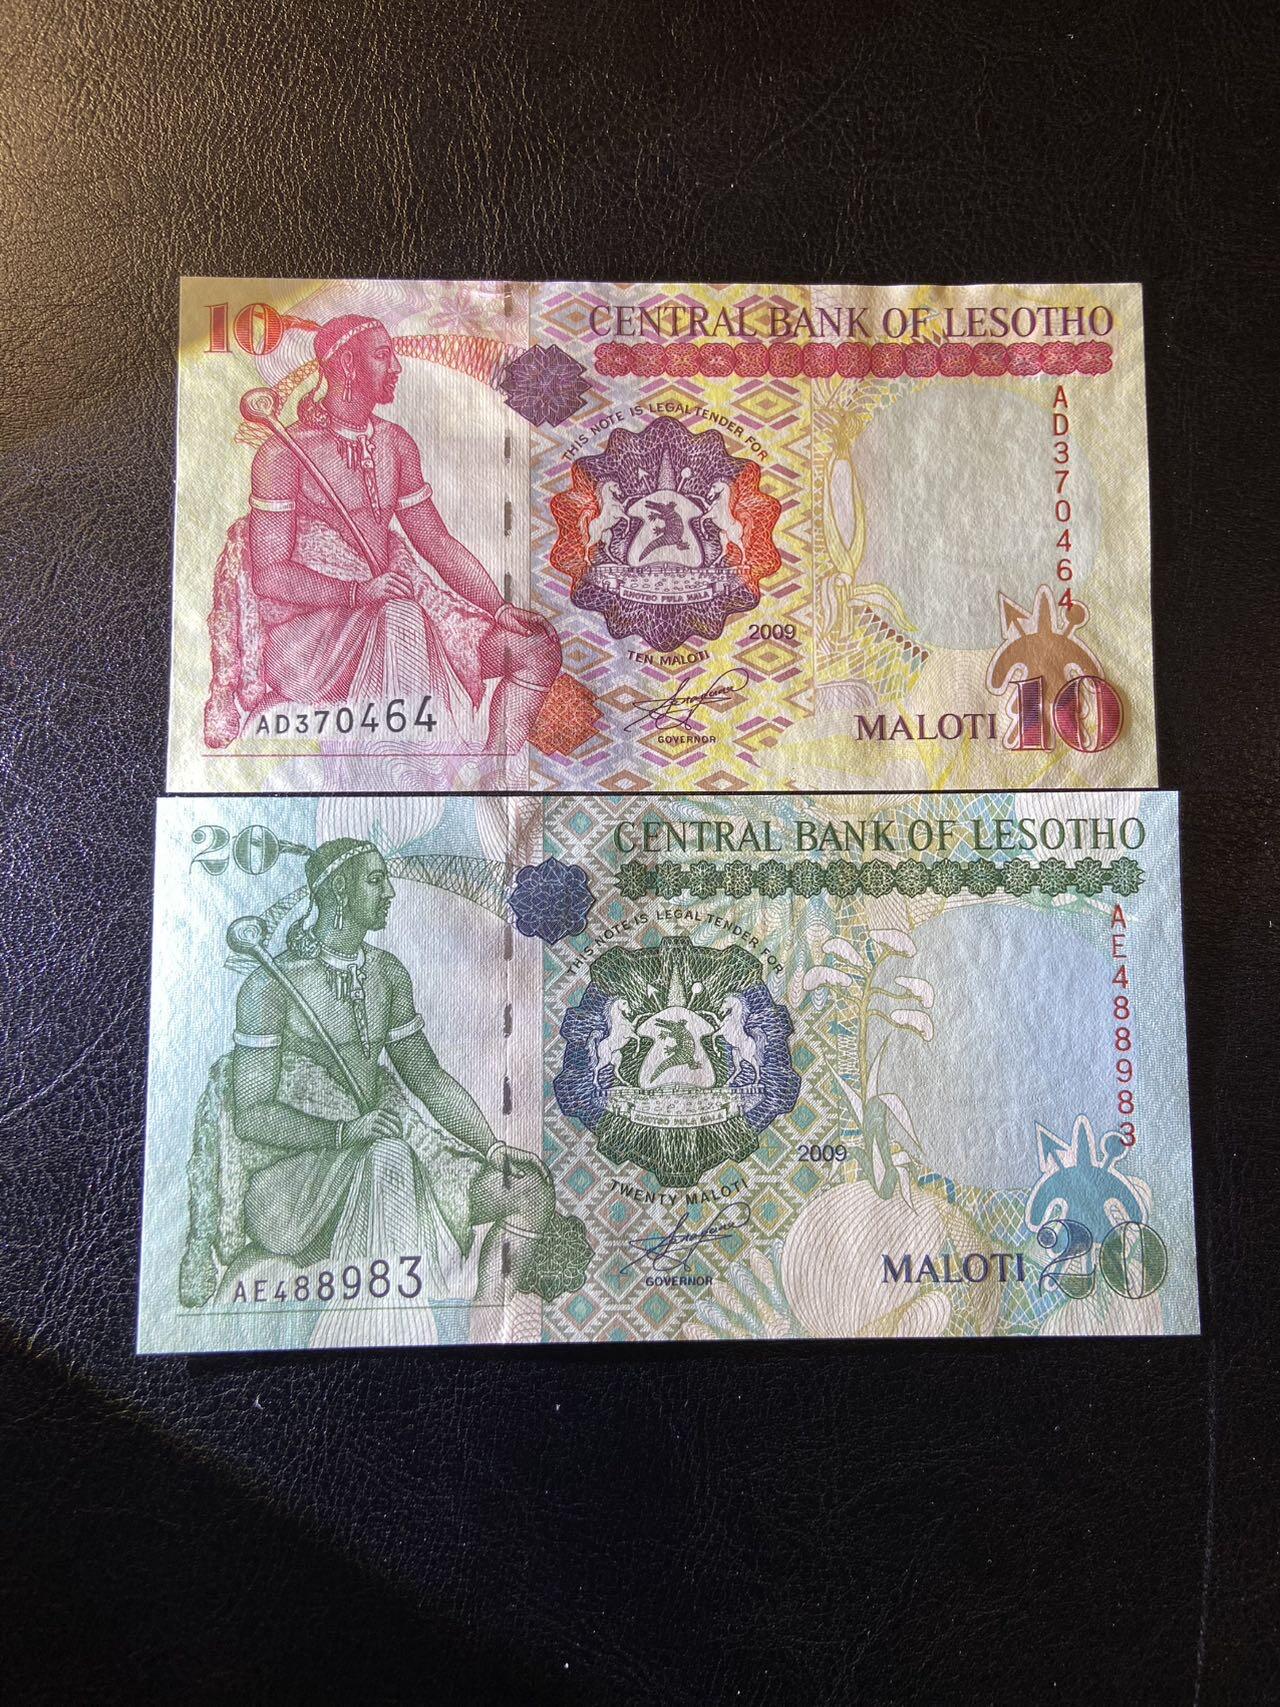 10
CENTRAL BANK OF LESOTHO
AD370464
THIS NOTE IS LEGAL TENDER FOR
KHOTSO PULA NALA
2009
TEN MALOTI
GOVERNOR
AD370464
MALOTI 10
20
CENTRAL BANK OF LESOTHO
AE488983
THIS NOTE IS LEGAL TENDER FOR
KHOTSO PULA NALA
2009
TWENTY MALOTI
GOVERNOR
AE488983
MALOTI 20